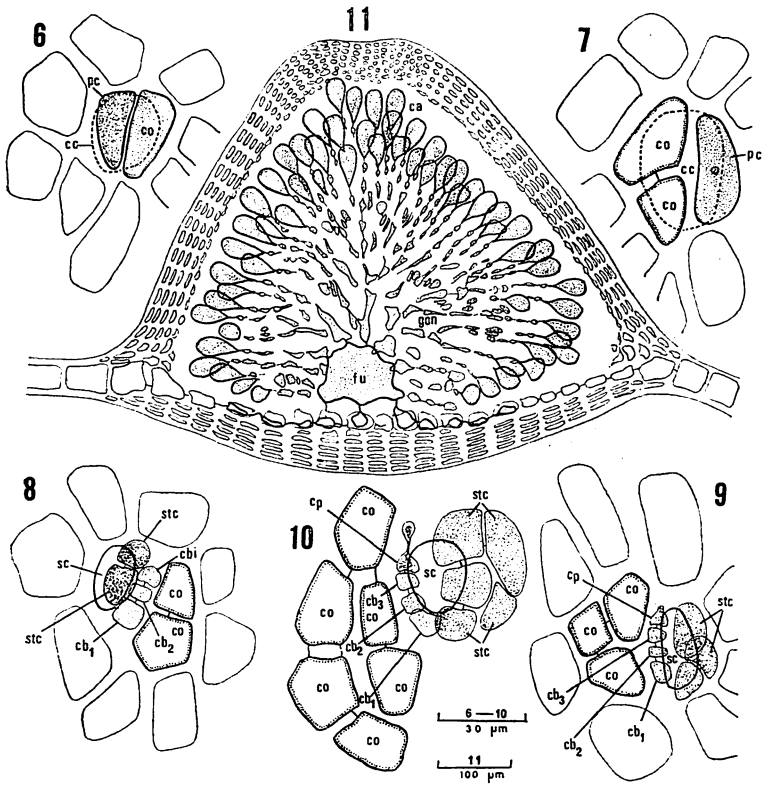 6
pc
co
cc
11
ca
gon
fu
7
co
cc
pc
co
8
stc
cbi
sc
co
stc
co
cb1
cb2
10
cp
co
stc
sc
co
cb3
co
cb2
stc
co
co
cb1
co
9
cp
co
stc
co
sc
co
cb3
cb2
cb1
6—10
30 µm
11
100 µm